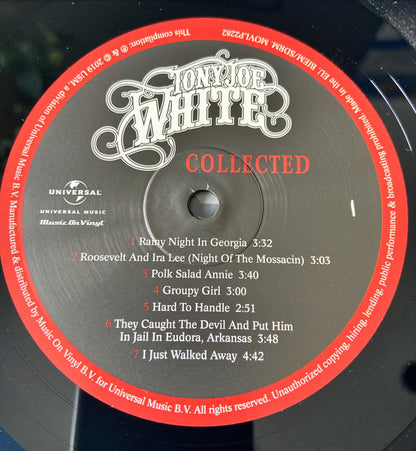 TONY JOE
WHITE
COLLECTED
UNIVERSAL
UNIVERSAL MUSIC
Music On Vinyl
1 Rainy Night In Georgia 3:32
2 Roosevelt And Ira Lee (Night Of The Mossacin) 3:03
3 Polk Salad Annie 3:40
4 Groupy Girl 3:00
5 Hard To Handle 2:51
6 They Caught The Devil And Put Him
In Jail In Eudora, Arkansas 3:48
7 I Just Walked Away 4:42
I
This compilation ℗ & © 2019 USM, a division of Universal Music B.V. Manufactured & distributed by Music On Vinyl B.V. for Universal Music B.V. All rights reserved. Unauthorized copying, hiring, lending, public performance & broadcasting prohibited. Made in the EU. BIEM/SDRM MOVLP2282